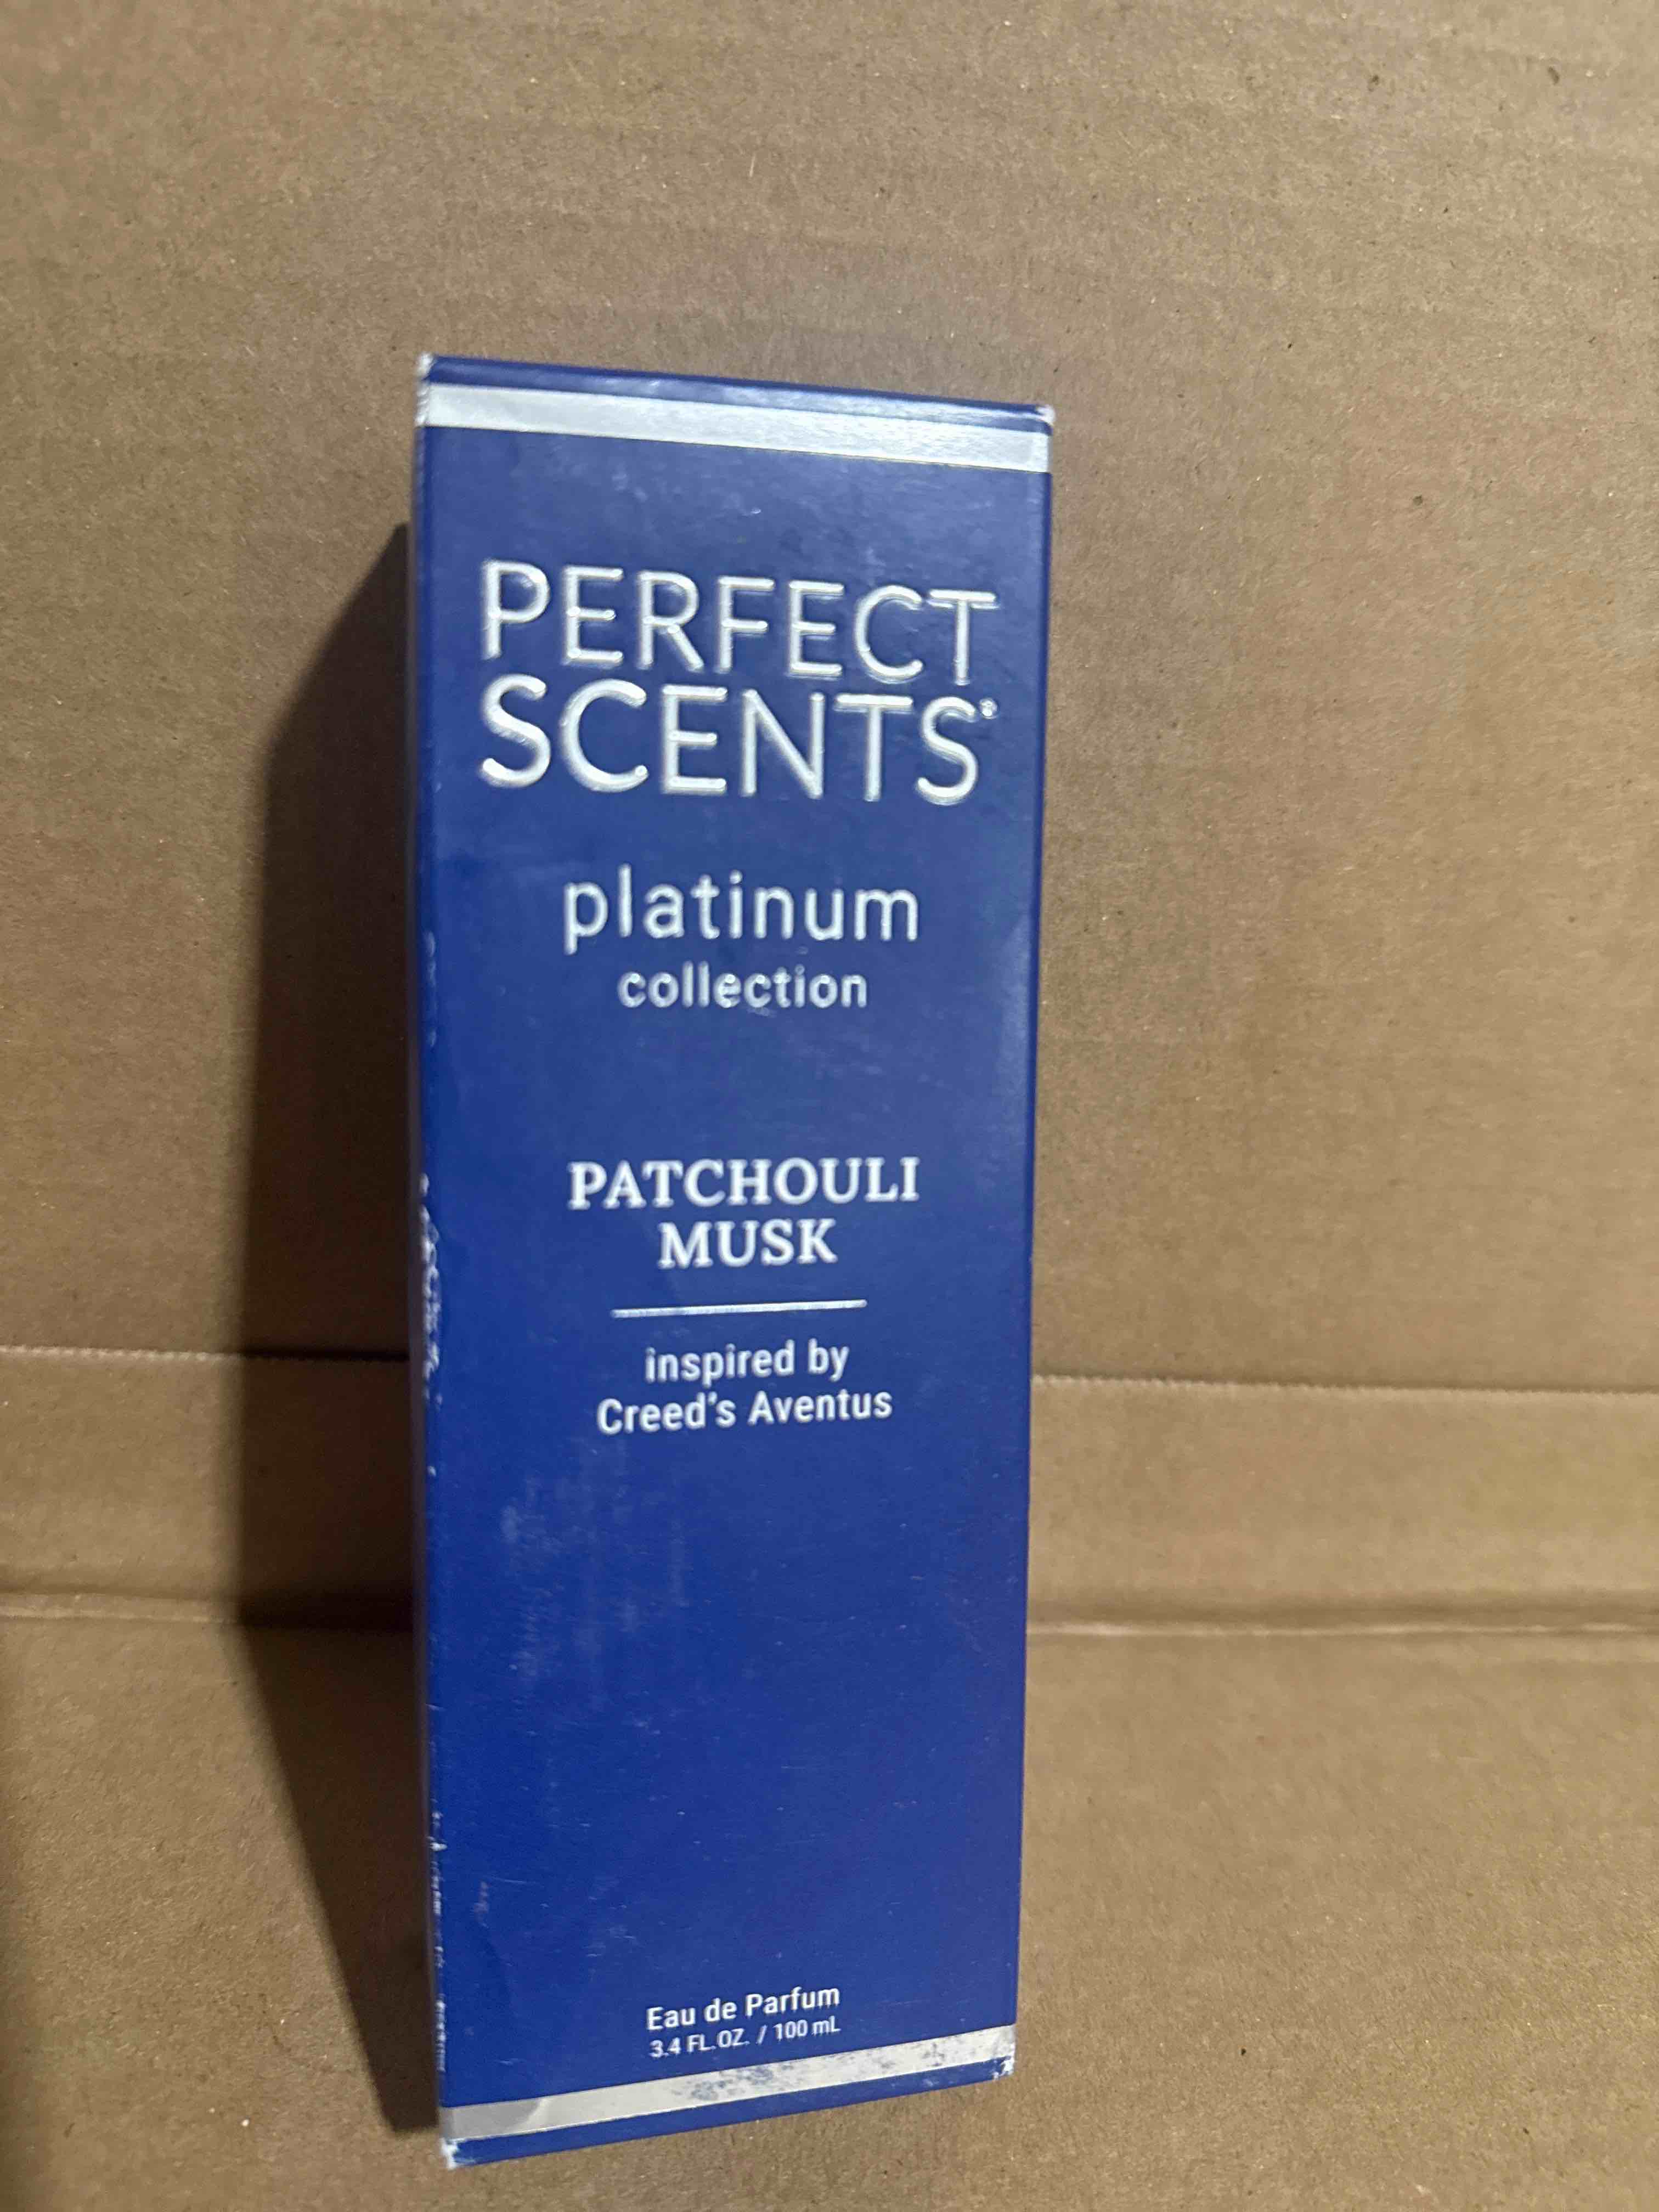 PERFECT
SCENTS®
platinum
collection
PATCHOULI
MUSK
inspired by
Creed's Aventus
Eau de Parfum
3.4 FL.OZ. / 100 mL